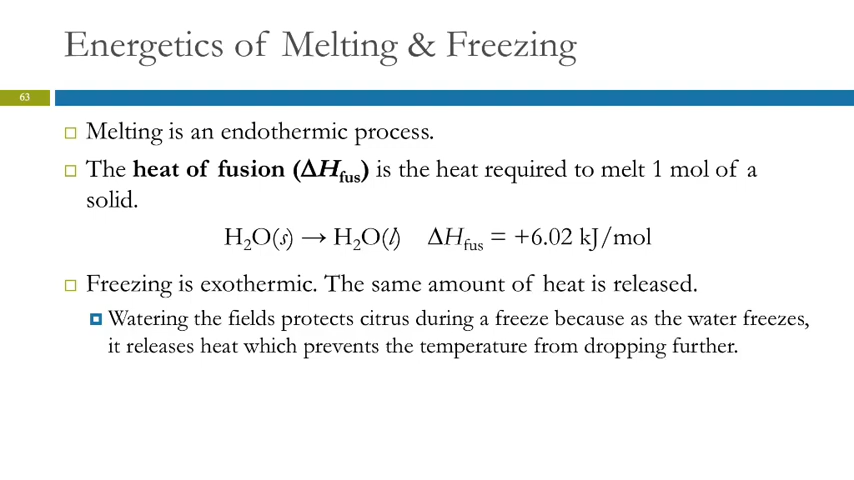 Energetics of Melting & Freezing
63
Melting is an endothermic process.
The heat of fusion (ΔH_fus) is the heat required to melt 1 mol of a
solid.
H₂O(s) → H₂O(l) ΔH_fus = +6.02 kJ/mol
Freezing is exothermic. The same amount of heat is released.
Watering the fields protects citrus during a freeze because as the water freezes,
it releases heat which prevents the temperature from dropping further.